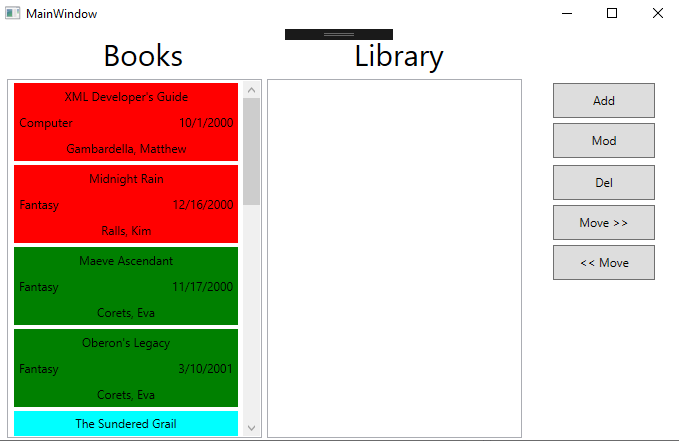 MainWindow
Books
Library
XML Developer's Guide
Computer 10/1/2000
Gambardella, Matthew
Midnight Rain
Fantasy 12/16/2000
Ralls, Kim
Maeve Ascendant
Fantasy 11/17/2000
Corets, Eva
Oberon's Legacy
Fantasy 3/10/2001
Corets, Eva
The Sundered Grail
Add
Mod
Del
Move >>
<< Move